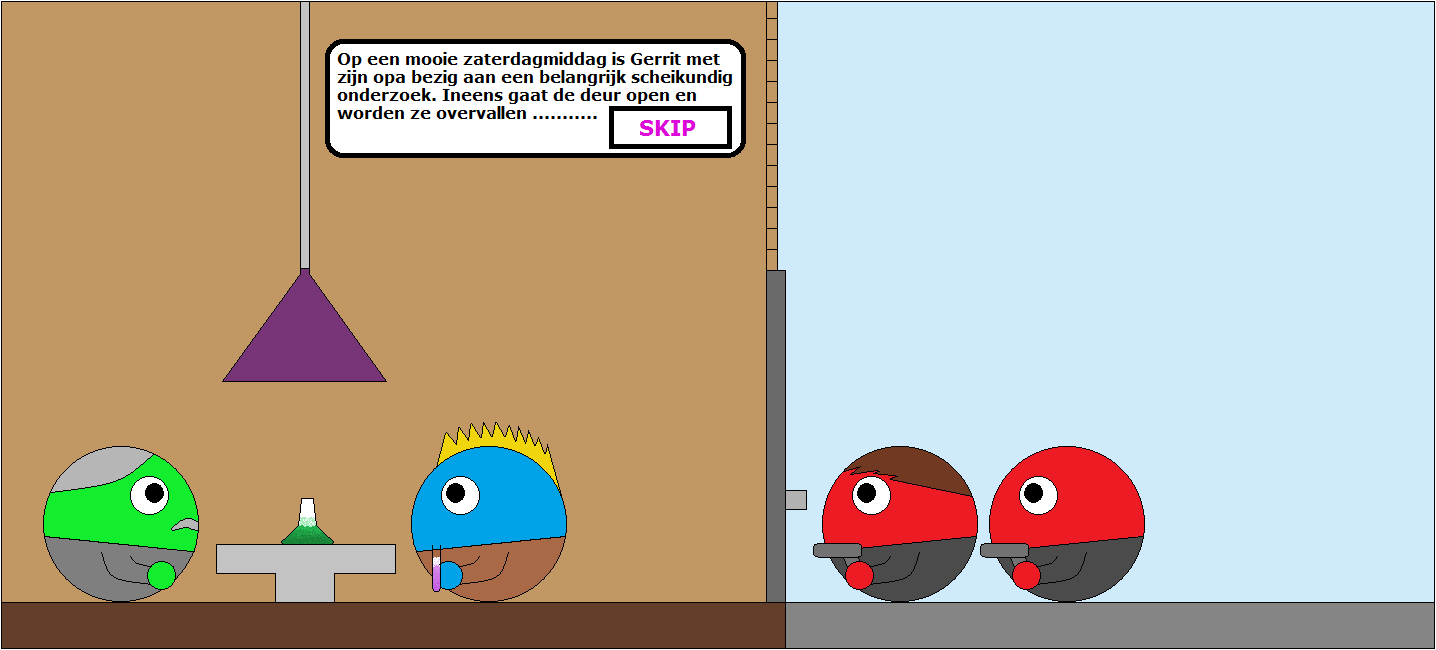 Op een mooie zaterdagmiddag is Gerrit met
zijn opa bezig aan een belangrijk scheikundig
onderzoek. Ineens gaat de deur open en
worden ze overvallen ...........
SKIP